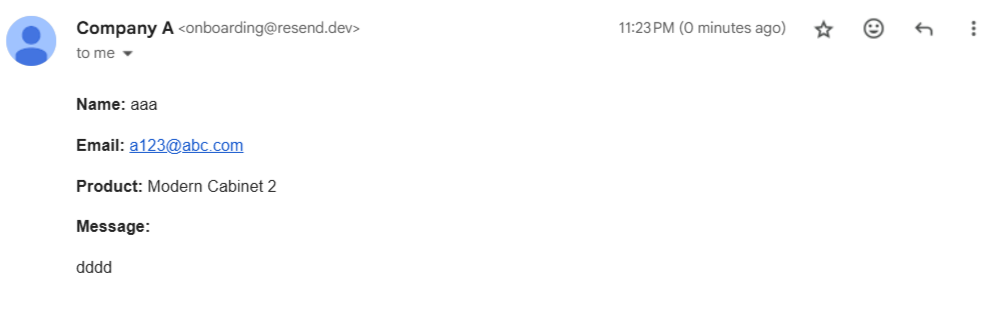 Company A <onboarding@resend.dev> 11:23 PM (0 minutes ago)
to me
Name: aaa
Email: a123@abc.com
Product: Modern Cabinet 2
Message:
dddd